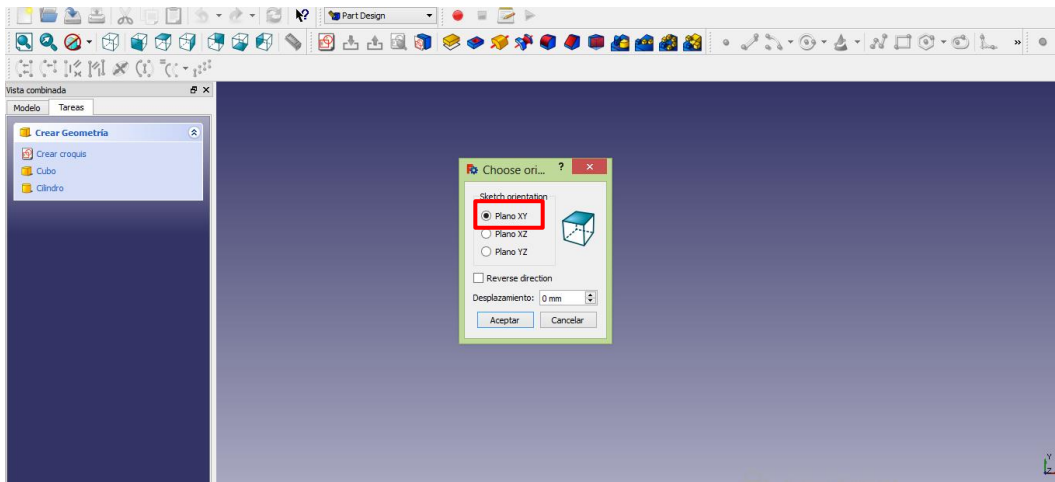 Part Design
»
Vista combinada
Modelo Tareas
Crear Geometría
Crear croquis
Cubo
Cilindro
Choose ori... ? ×
Sketch orientation
Plano XY
Plano XZ
Plano YZ
Reverse direction
Desplazamiento: 0 mm
Aceptar Cancelar
Y
Z